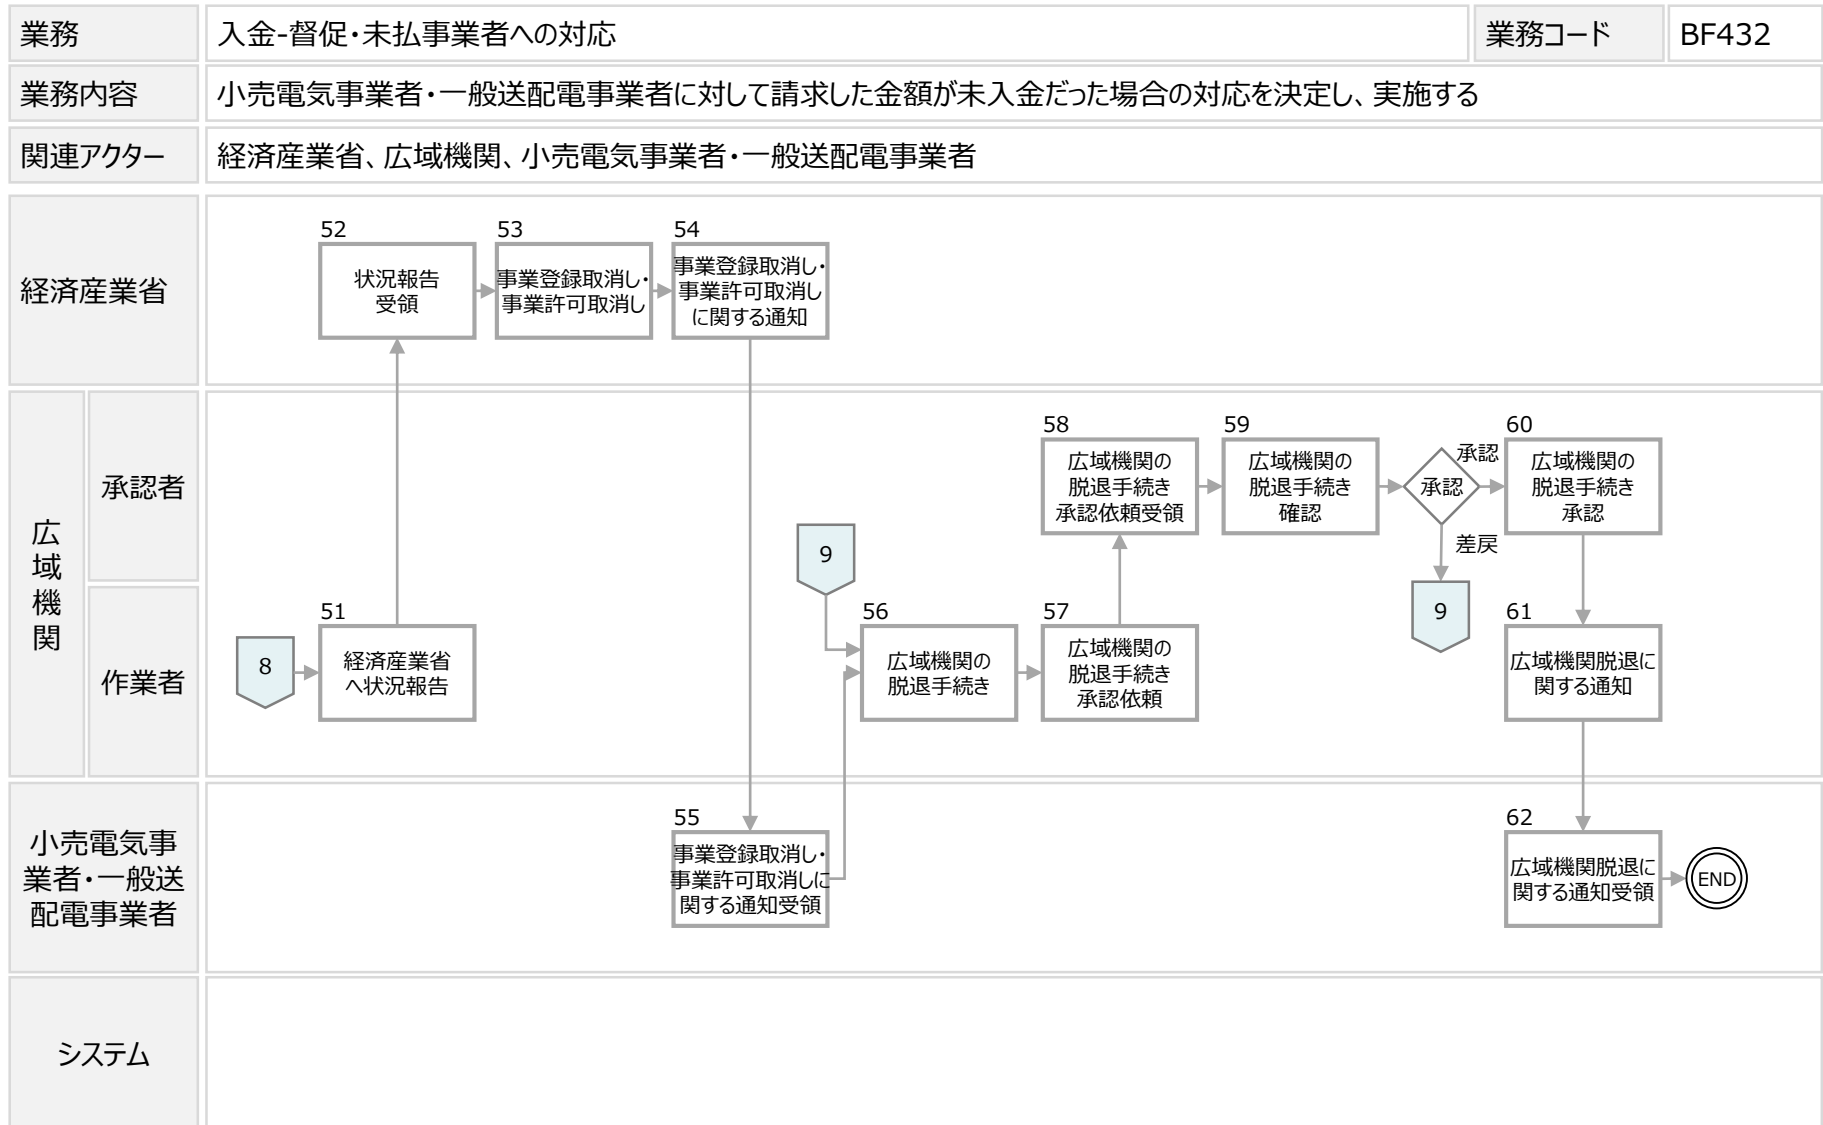 業務
入金-督促・未払事業者への対応
業務コード
BF432
業務内容
小売電気事業者・一般送配電事業者に対して請求した金額が未入金だった場合の対応を決定し、実施する
関連アクター
経済産業省、広域機関、小売電気事業者・一般送配電事業者
経済産業省
52
状況報告
受領
53
事業登録取消し・
事業許可取消し
54
事業登録取消し・
事業許可取消し
に関する通知
広
域
機
関
承認者
58
広域機関の
脱退手続き
承認依頼受領
59
広域機関の
脱退手続き
確認
承認
承認
差戻
9
60
広域機関の
脱退手続き
承認
9
作業者
8
51
経済産業省
へ状況報告
56
広域機関の
脱退手続き
57
広域機関の
脱退手続き
承認依頼
61
広域機関脱退に
関する通知
小売電気事
業者・一般送
配電事業者
55
事業登録取消し・
事業許可取消しに
関する通知受領
62
広域機関脱退に
関する通知受領
END
システム